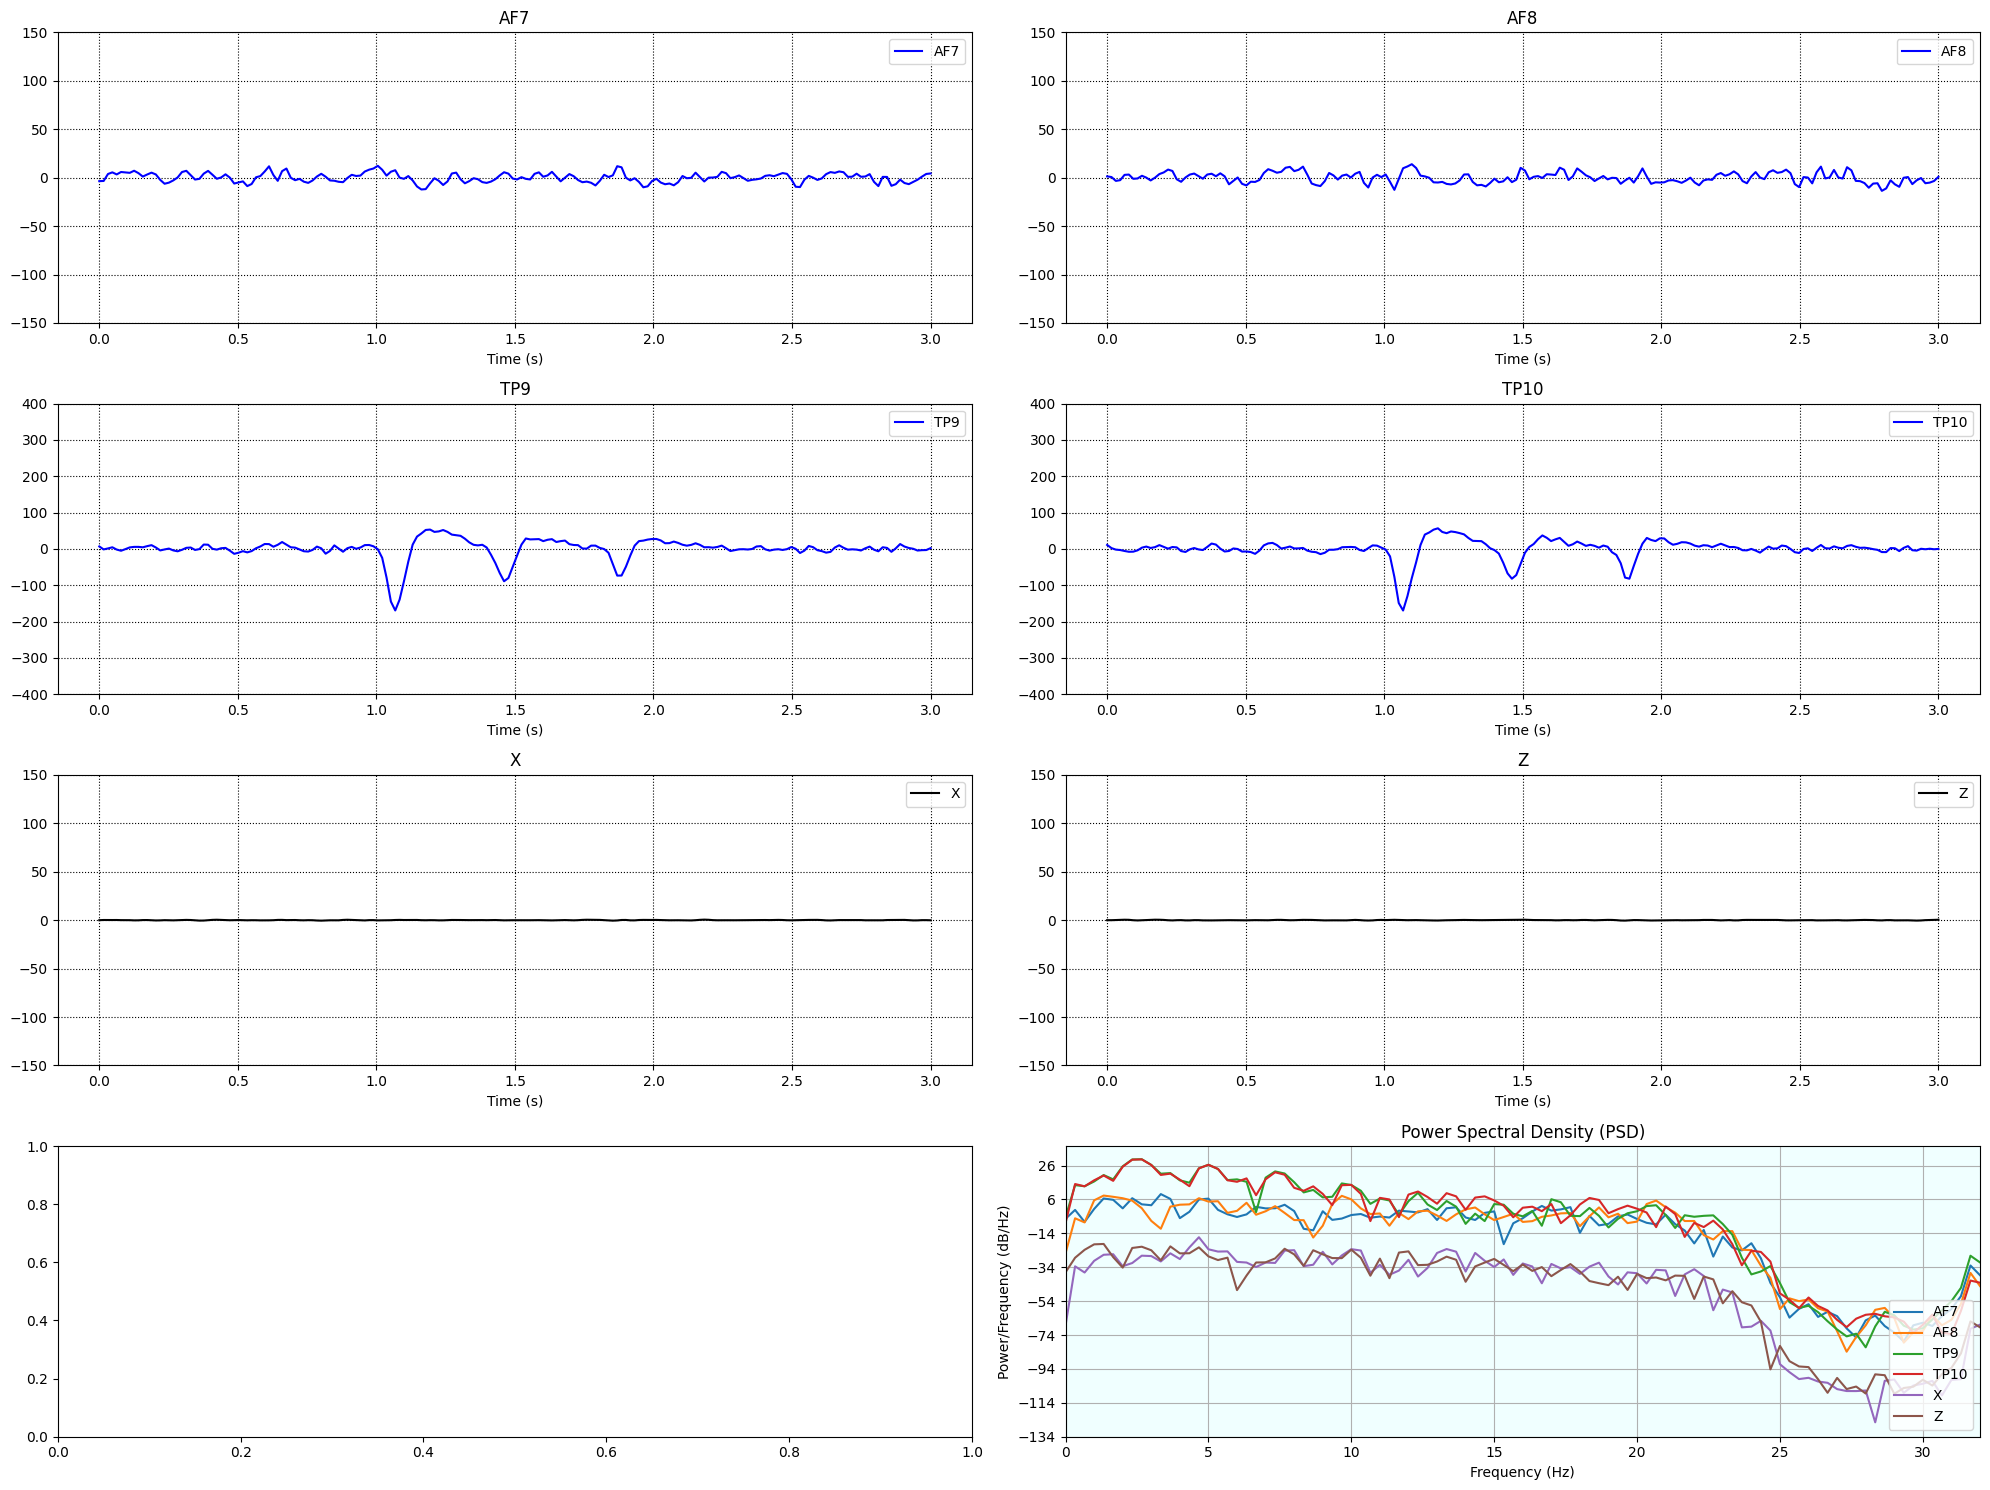 AF7
150
100
50
0
−50
−100
−150
0.0 0.5 1.0 1.5 2.0 2.5 3.0
Time (s)
AF7
AF8
150
100
50
0
−50
−100
−150
0.0 0.5 1.0 1.5 2.0 2.5 3.0
Time (s)
AF8
TP9
400
300
200
100
0
−100
−200
−300
−400
0.0 0.5 1.0 1.5 2.0 2.5 3.0
Time (s)
TP9
TP10
400
300
200
100
0
−100
−200
−300
−400
0.0 0.5 1.0 1.5 2.0 2.5 3.0
Time (s)
TP10
X
150
100
50
0
−50
−100
−150
0.0 0.5 1.0 1.5 2.0 2.5 3.0
Time (s)
X
Z
150
100
50
0
−50
−100
−150
0.0 0.5 1.0 1.5 2.0 2.5 3.0
Time (s)
Z
1.0
0.8
0.6
0.4
0.2
0.0
0.0 0.2 0.4 0.6 0.8 1.0
Power Spectral Density (PSD)
Power/Frequency (dB/Hz)
26
6
−14
−34
−54
−74
−94
−114
−134
0 5 10 15 20 25 30
Frequency (Hz)
AF7
AF8
TP9
TP10
X
Z